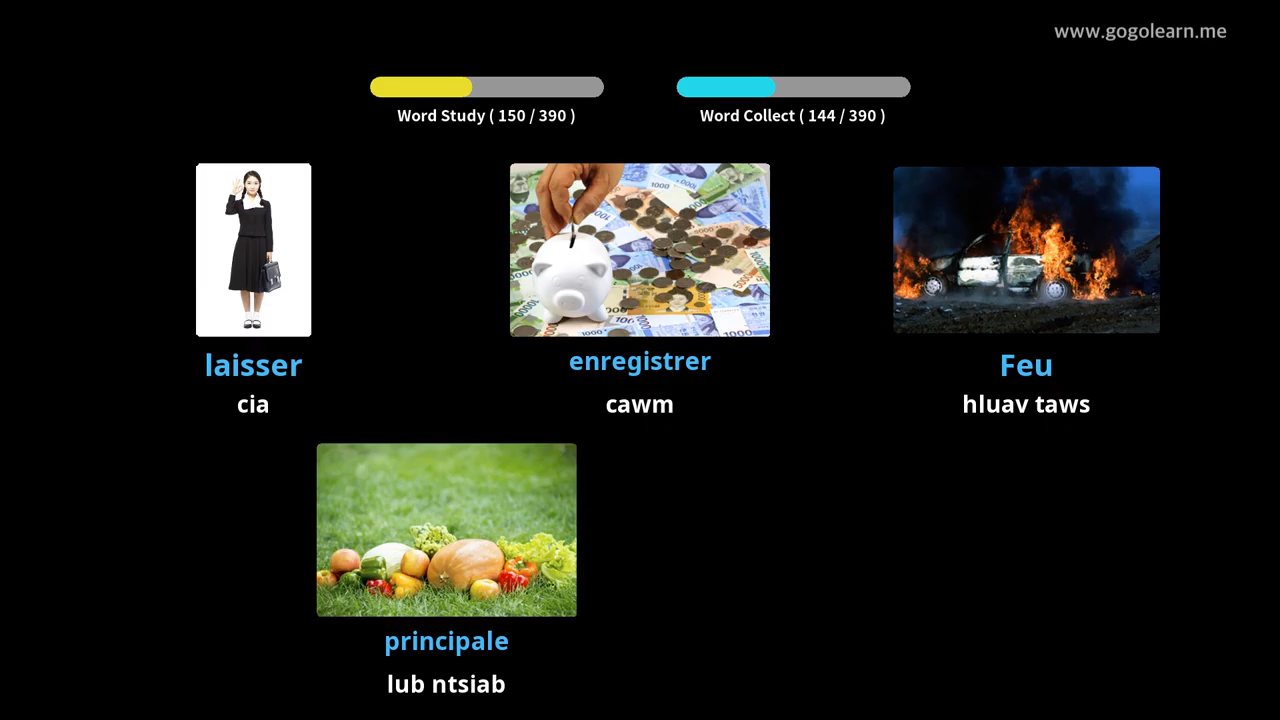 www.gogolearn.me
Word Study ( 150 / 390 )
Word Collect ( 144 / 390 )
laisser
cia
enregistrer
cawm
Feu
hluav taws
principale
lub ntsiab